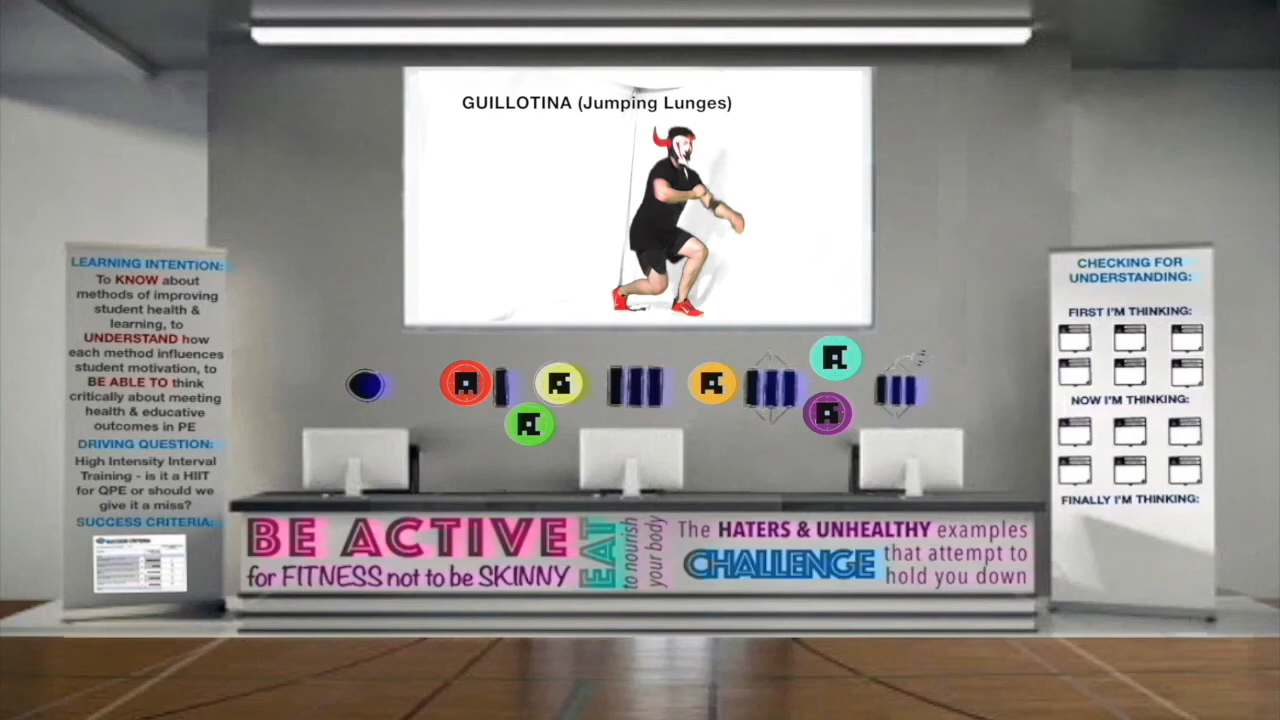 GUILLOTINA (Jumping Lunges)
LEARNING INTENTION:
To KNOW about
methods of improving
student health &
learning, to
UNDERSTAND how
each method influences
student motivation, to
BE ABLE TO think
critically about meeting
health & educative
outcomes in PE
DRIVING QUESTION:
High Intensity Interval
Training - is it a HIIT
for QPE or should we
give it a miss?
SUCCESS CRITERIA:
SUCCESS CRITERIA
BE ACTIVE
for FITNESS not to be SKINNY
EAT
to nourish
your body
The HATERS & UNHEALTHY examples
CHALLENGE
that attempt to
hold you down
CHECKING FOR
UNDERSTANDING:
FIRST I'M THINKING:
NOW I'M THINKING:
FINALLY I'M THINKING: